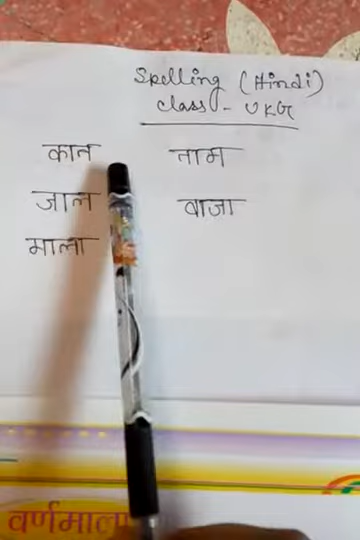 Spelling (Hindi)
class - UKG
कान नाम
जाल बाजा
माला
वर्णमाला